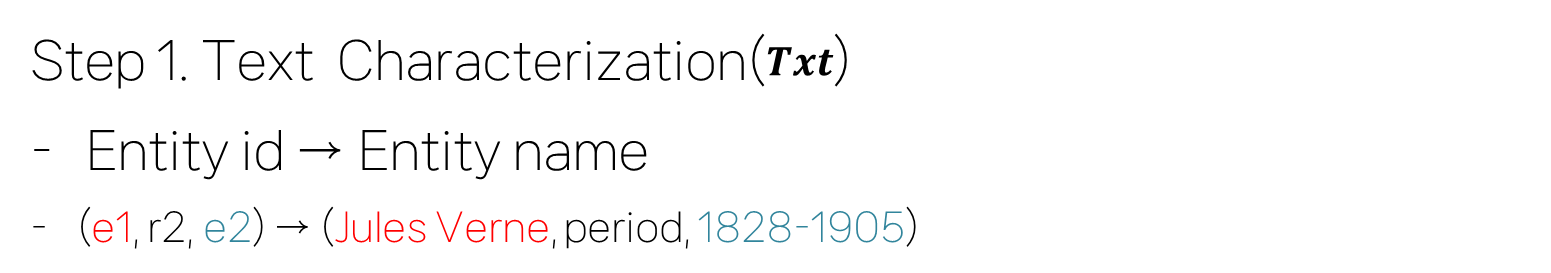 Step 1. Text Characterization(Txt)
- Entity id → Entity name
- (e1, r2, e2) → (Jules Verne, period, 1828-1905)